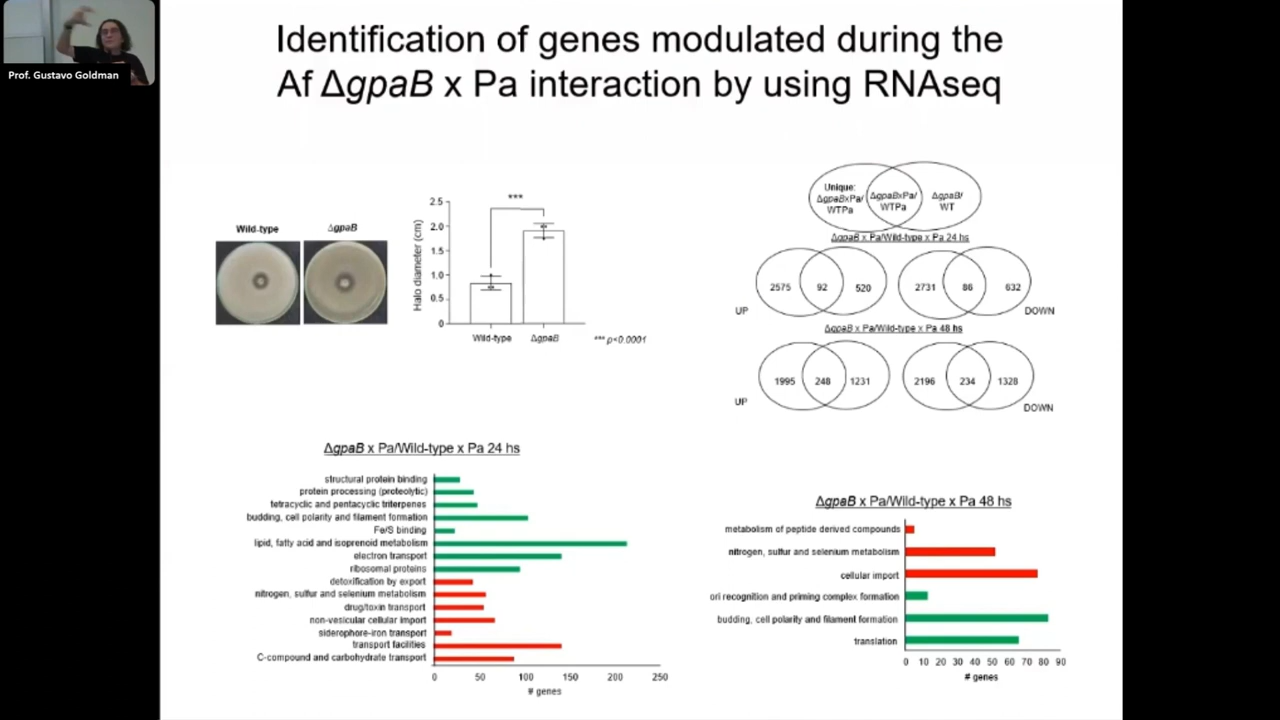 Prof. Gustavo Goldman
Identification of genes modulated during the
Af ΔgpaB x Pa interaction by using RNAseq
Wild-type
ΔgpaB
Halo diameter (cm)
2.5
2.0
1.5
1.0
0.5
0
***
Wild-type
ΔgpaB
*** p<0.0001
Unique:
ΔgpaBxPa/
WTPa
ΔgpaBxPa/
WTPa
ΔgpaB/
WT
ΔgpaB x Pa/Wild-type x Pa 24 hs
2575
92
520
2731
86
632
UP
DOWN
ΔgpaB x Pa/Wild-type x Pa 48 hs
1995
248
1231
2196
234
1328
UP
DOWN
ΔgpaB x Pa/Wild-type x Pa 24 hs
structural protein binding
protein processing (proteolytic)
tetracyclic and pentacyclic triterpenes
budding, cell polarity and filament formation
Fe/S binding
lipid, fatty acid and isoprenoid metabolism
electron transport
ribosomal proteins
detoxification by export
nitrogen, sulfur and selenium metabolism
drug/toxin transport
non-vesicular cellular import
siderophore-iron transport
transport facilities
C-compound and carbohydrate transport
0 50 100 150 200 250
# genes
ΔgpaB x Pa/Wild-type x Pa 48 hs
metabolism of peptide derived compounds
nitrogen, sulfur and selenium metabolism
cellular import
ori recognition and priming complex formation
budding, cell polarity and filament formation
translation
0 10 20 30 40 50 60 70 80 90
# genes